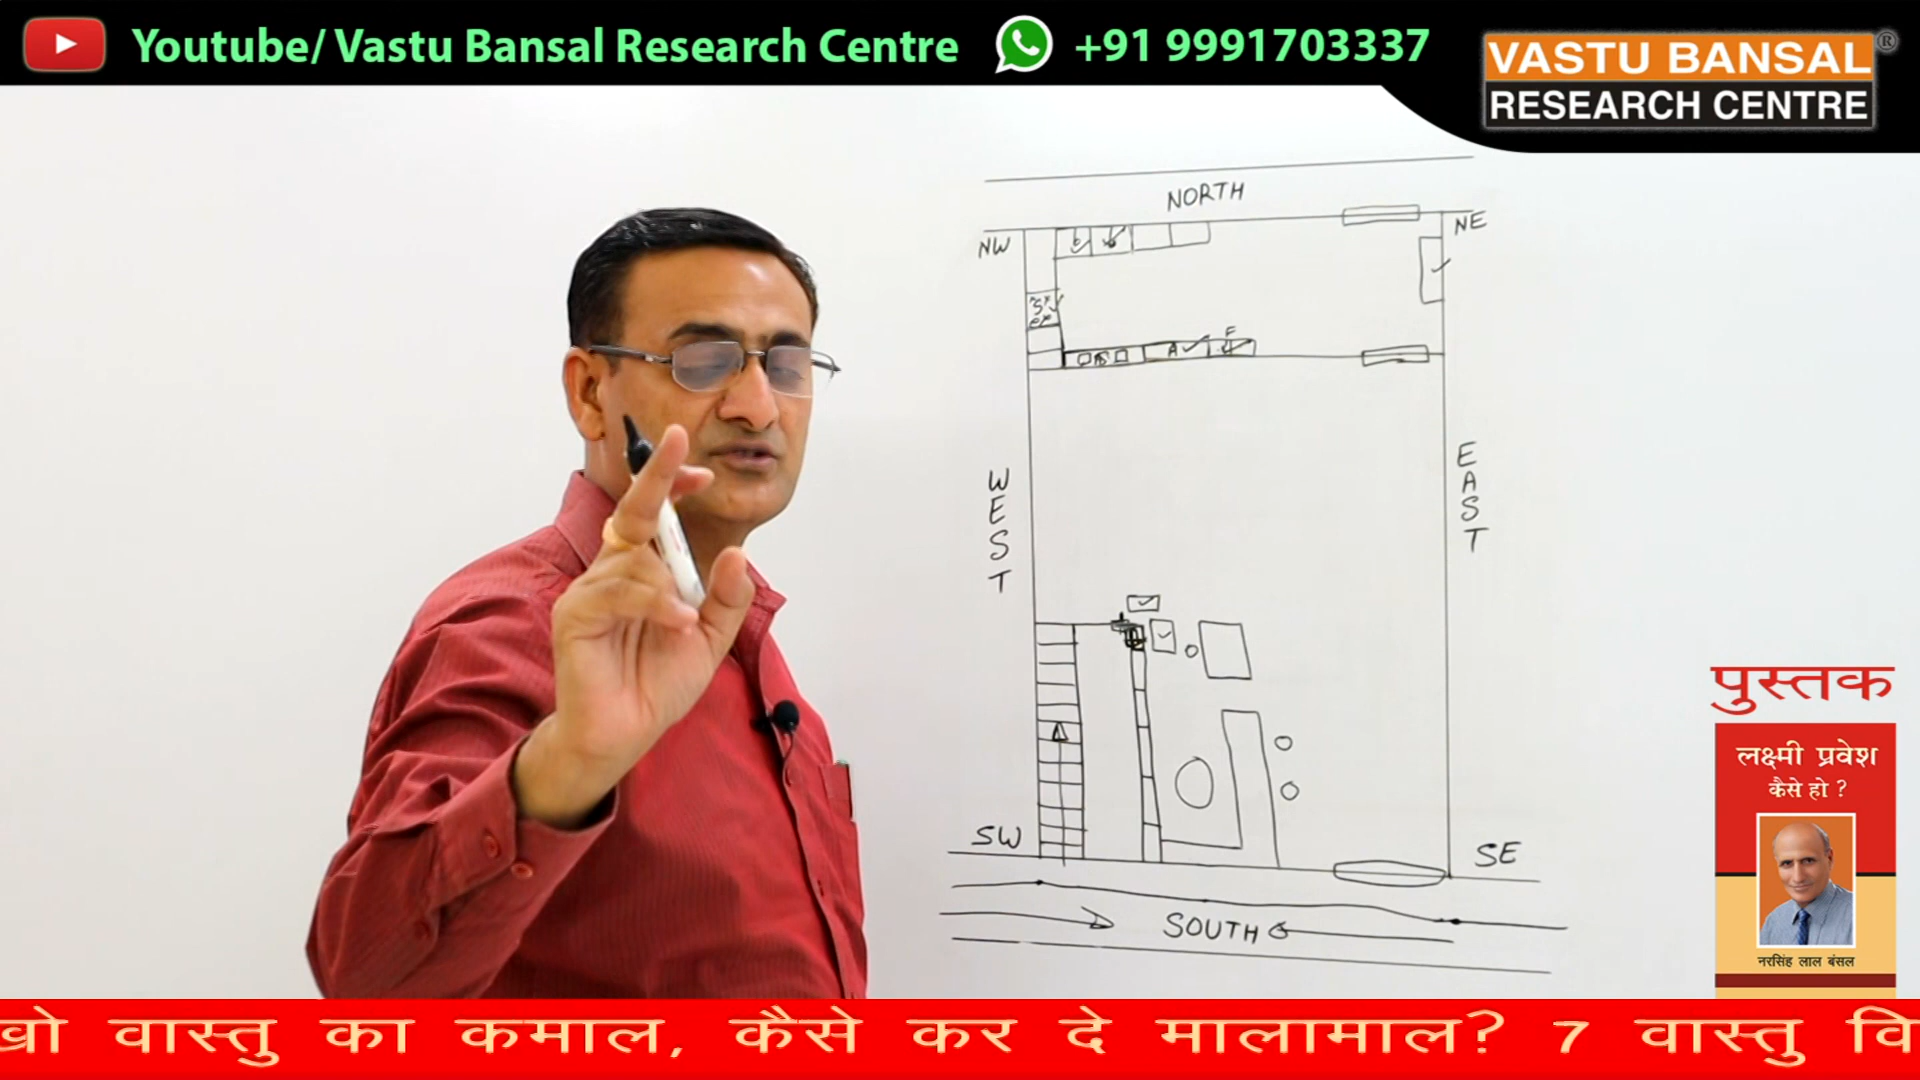 Youtube/ Vastu Bansal Research Centre
+91 9991703337
VASTU BANSAL ®
RESEARCH CENTRE
NORTH
NW
NE
F
A
WEST
EAST
SW
SE
SOUTH
पुस्तक
लक्ष्मी प्रवेश
कैसे हो ?
नरसिंह लाल बंसल
खो वास्तु का कमाल, कैसे कर दे मालामाल? 7 वास्तु वि